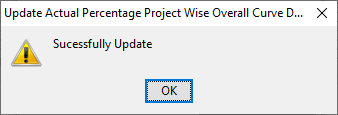 Update Actual Percentage Project Wise Overall Curve D...
Sucessfully Update
OK